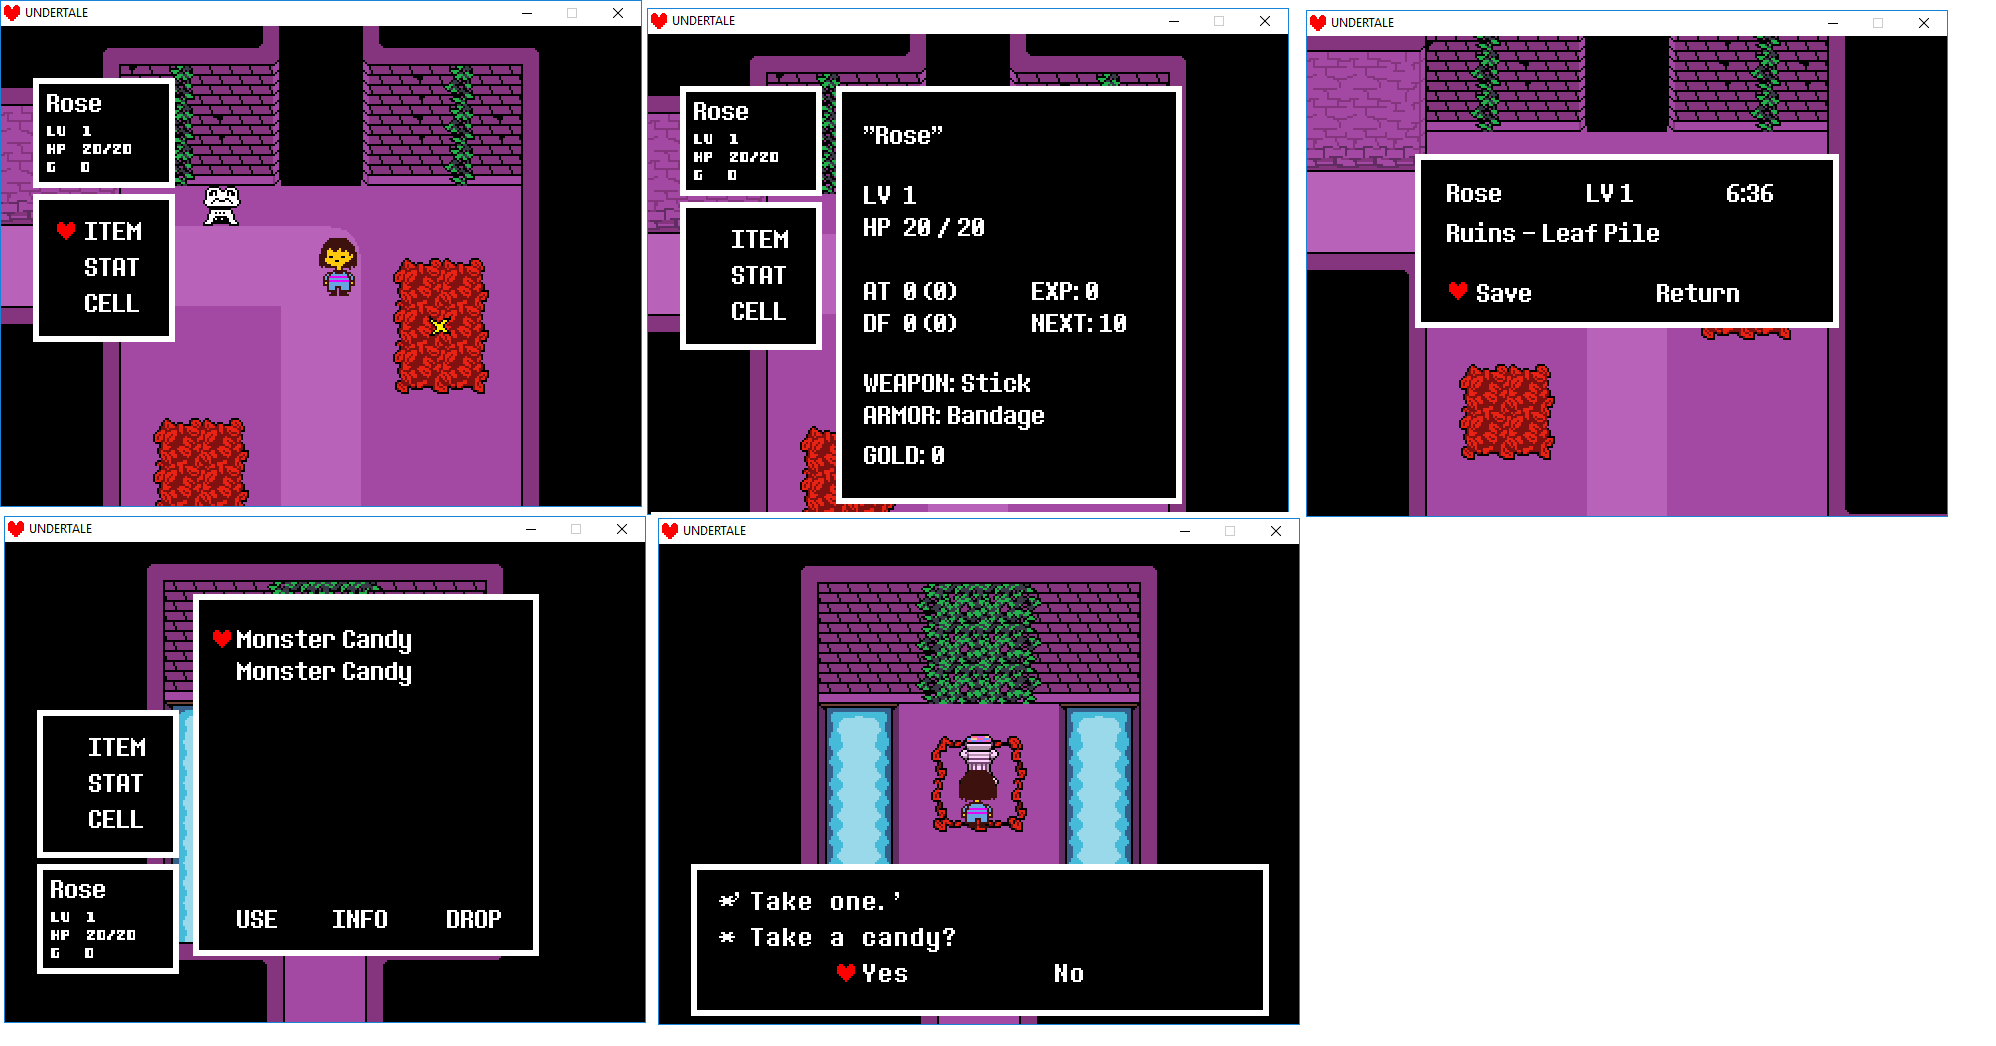 UNDERTALE
Rose
LV 1
HP 20/20
G 0
ITEM
STAT
CELL
UNDERTALE
Rose
LV 1
HP 20/20
G 0
ITEM
STAT
CELL
"Rose"
LV 1
HP 20 / 20
AT 0 (0) EXP: 0
DF 0 (0) NEXT: 10
WEAPON: Stick
ARMOR: Bandage
GOLD: 0
UNDERTALE
Rose LV 1 6:36
Ruins - Leaf Pile
Save Return
UNDERTALE
Monster Candy
Monster Candy
USE INFO DROP
ITEM
STAT
CELL
Rose
LV 1
HP 20/20
G 0
UNDERTALE
*' Take one.'
* Take a candy?
Yes No